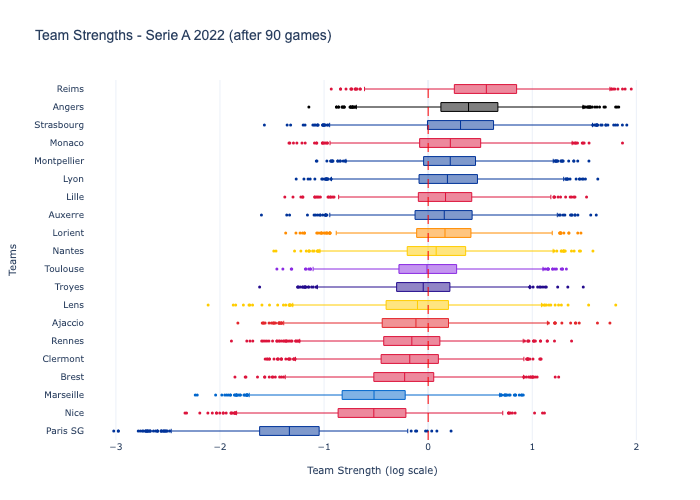 Team Strengths - Serie A 2022 (after 90 games)
Teams
Reims
Angers
Strasbourg
Monaco
Montpellier
Lyon
Lille
Auxerre
Lorient
Nantes
Toulouse
Troyes
Lens
Ajaccio
Rennes
Clermont
Brest
Marseille
Nice
Paris SG
−3 −2 −1 0 1 2
Team Strength (log scale)